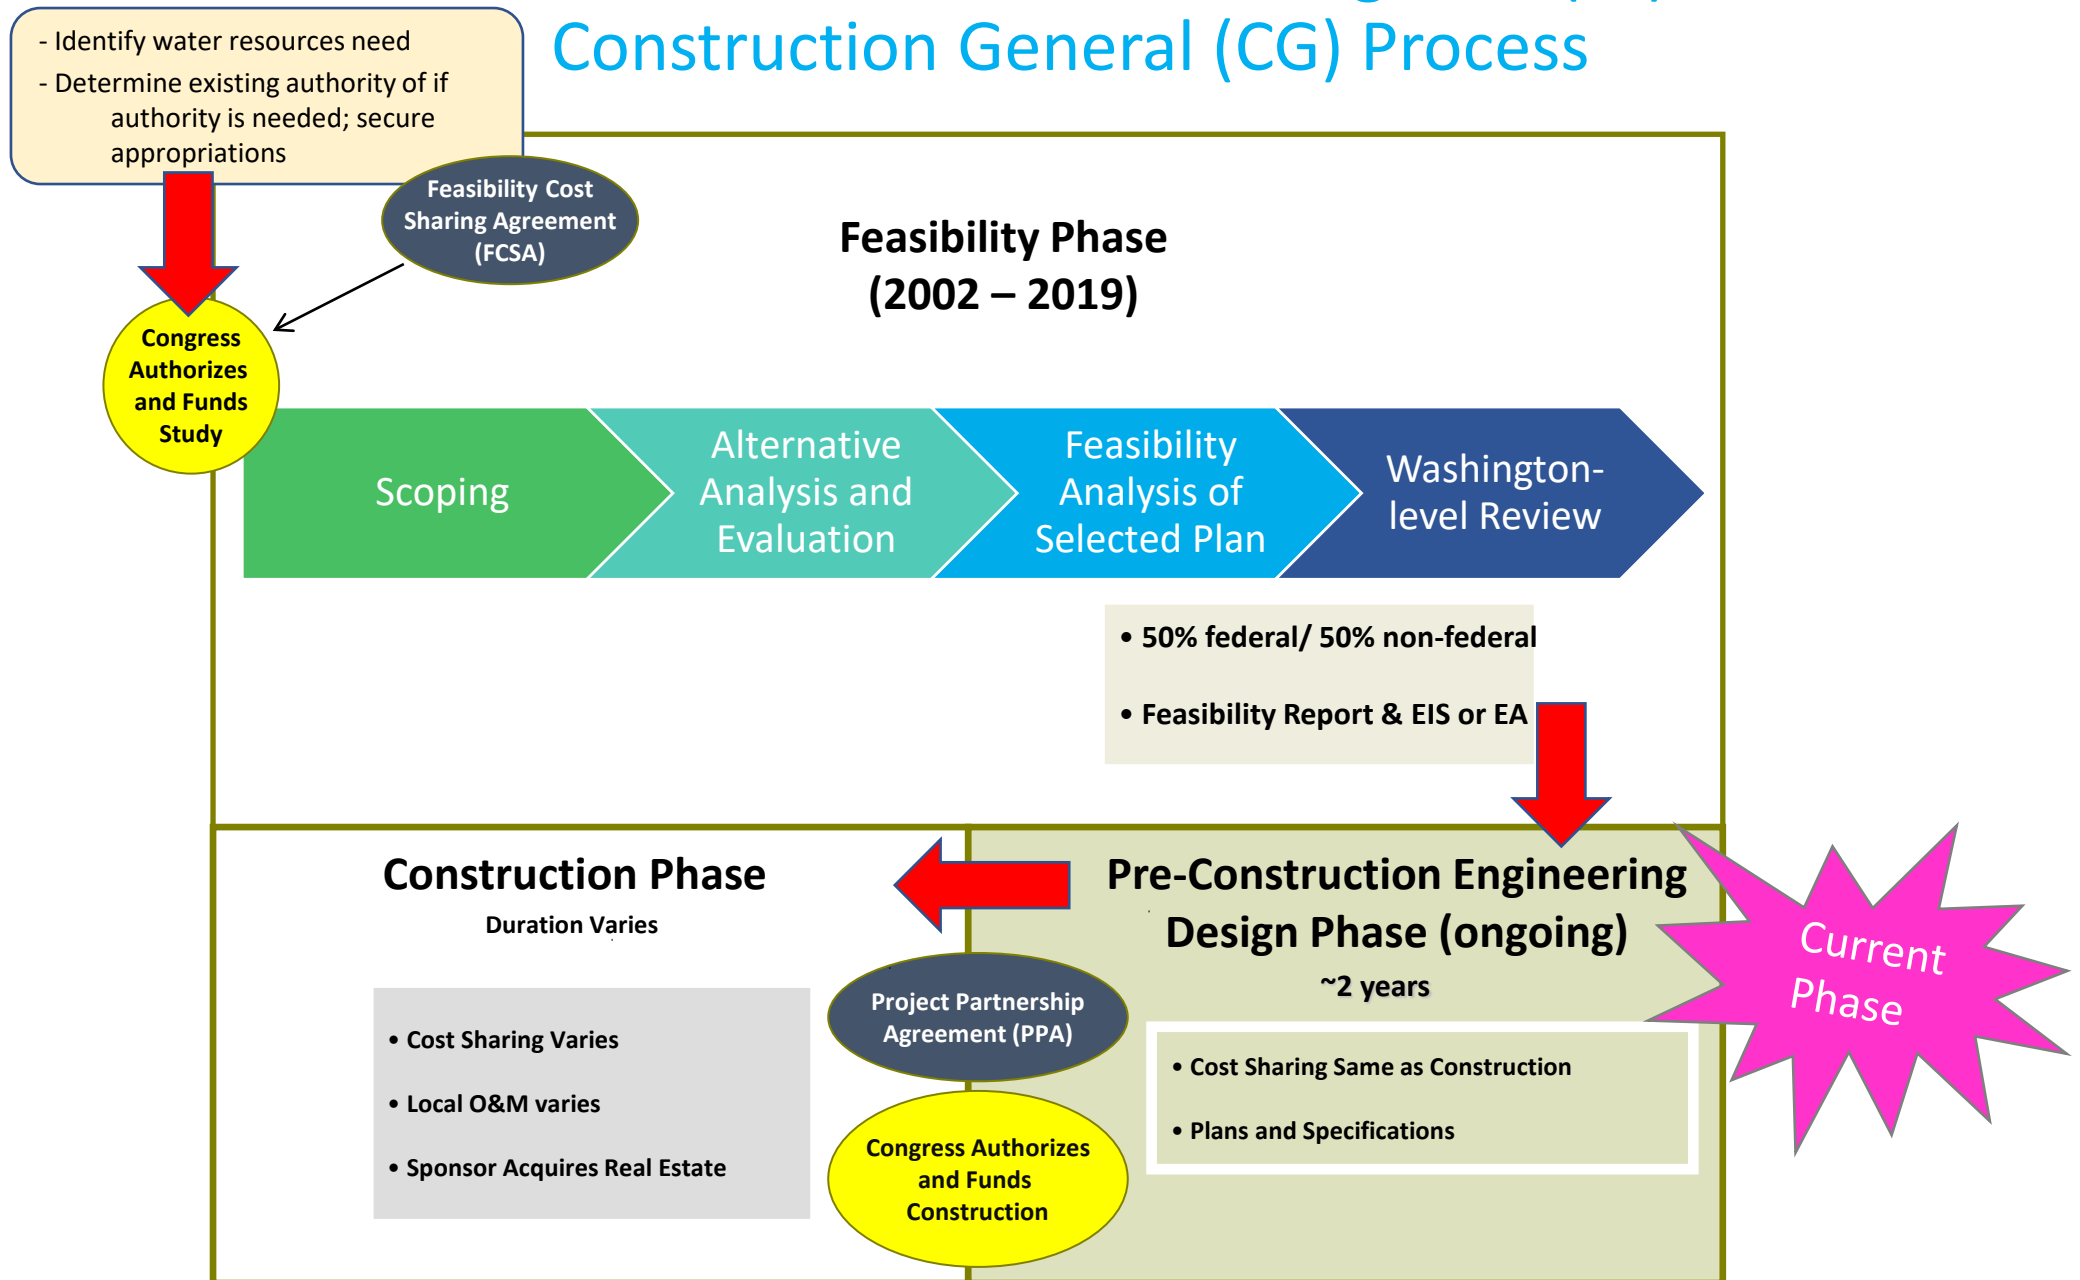 Construction General (CG) Process
- Identify water resources need
- Determine existing authority of if
authority is needed; secure
appropriations
Feasibility Cost
Sharing Agreement
(FCSA)
Feasibility Phase
(2002 – 2019)
Congress
Authorizes
and Funds
Study
Scoping
Alternative
Analysis and
Evaluation
Feasibility
Analysis of
Selected Plan
Washington-
level Review
• 50% federal/ 50% non-federal
• Feasibility Report & EIS or EA
Construction Phase
Duration Varies
• Cost Sharing Varies
• Local O&M varies
• Sponsor Acquires Real Estate
Project Partnership
Agreement (PPA)
Congress Authorizes
and Funds
Construction
Pre-Construction Engineering
Design Phase (ongoing)
~2 years
• Cost Sharing Same as Construction
• Plans and Specifications
Current
Phase